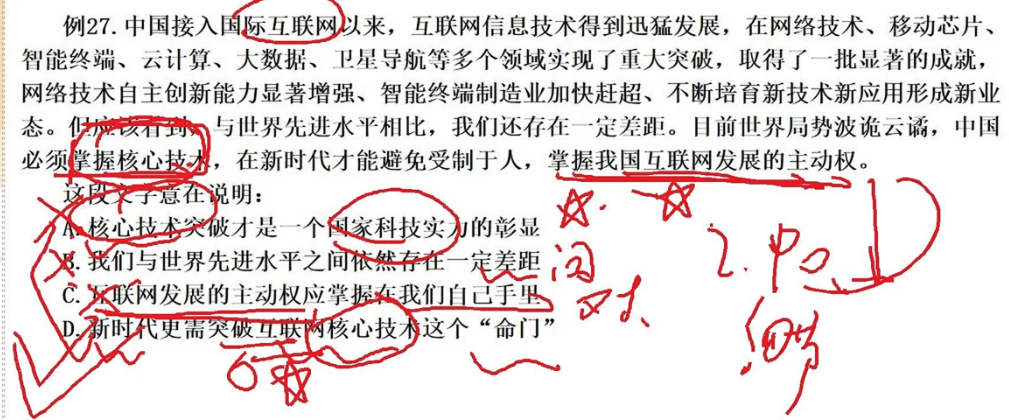 例27.中国接入国际互联网以来，互联网信息技术得到迅猛发展，在网络技术、移动芯片、
智能终端、云计算、大数据、卫星导航等多个领域实现了重大突破，取得了一批显著的成就，
网络技术自主创新能力显著增强、智能终端制造业加快赶超、不断培育新技术新应用形成新业
态。但应该看到，与世界先进水平相比，我们还存在一定差距。目前世界局势波诡云谲，中国
必须掌握核心技术，在新时代才能避免受制于人，掌握我国互联网发展的主动权。
这段文字意在说明：
A.核心技术突破才是一个国家科技实力的彰显
B.我们与世界先进水平之间依然存在一定差距
C.互联网发展的主动权应掌握在我们自己手里
D.新时代更需突破互联网核心技术这个“命门”
问
对
2.中心